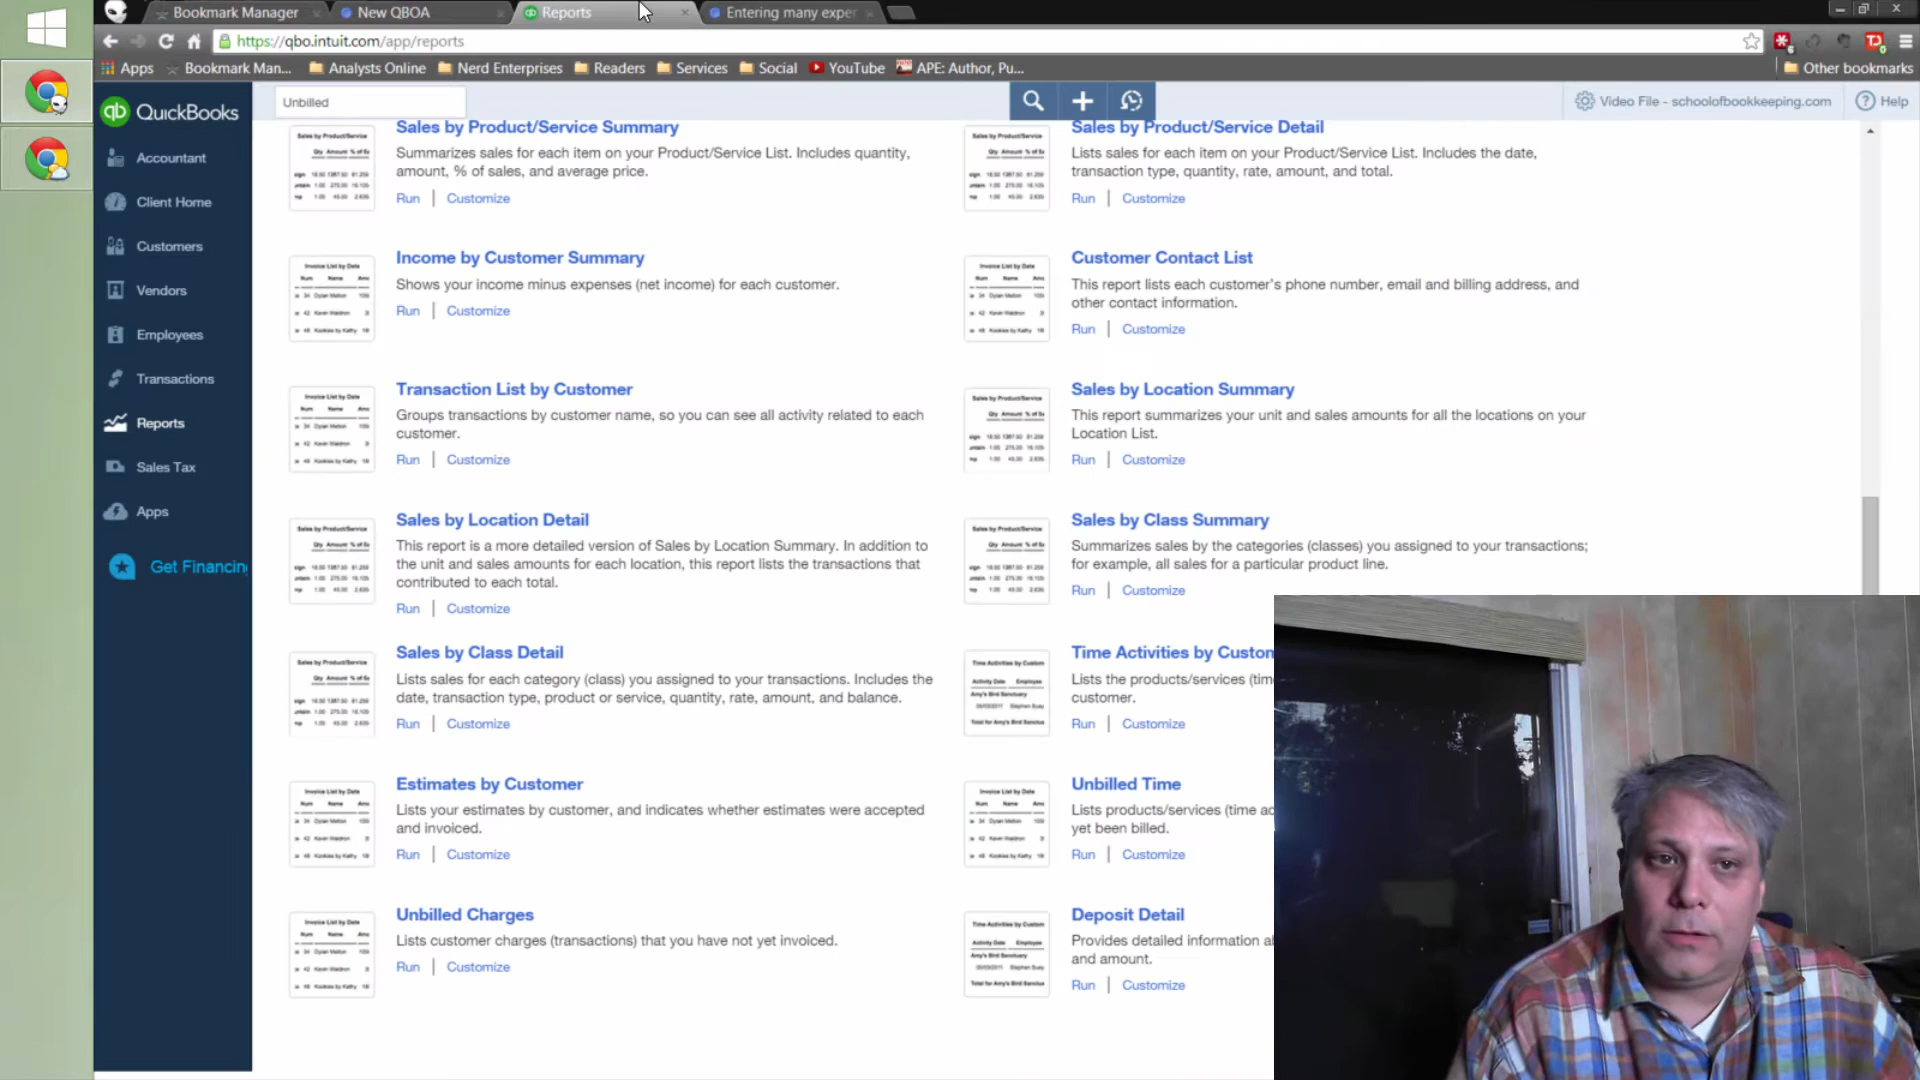 Bookmark Manager
New QBOA
Reports
Entering many exper
https://qbo.intuit.com/app/reports
Apps
Bookmark Man...
Analysts Online
Nerd Enterprises
Readers
Services
Social
YouTube
APE: Author, Pu...
Other bookmarks
qb QuickBooks
Unbilled
Video File - schoolofbookkeeping.com
Help
Accountant
Client Home
Customers
Vendors
Employees
Transactions
Reports
Sales Tax
Apps
Get Financin
Sales by Product/Service Summary
Summarizes sales for each item on your Product/Service List. Includes quantity,
amount, % of sales, and average price.
Run | Customize
Sales by Product/Service Detail
Lists sales for each item on your Product/Service List. Includes the date,
transaction type, quantity, rate, amount, and total.
Run | Customize
Income by Customer Summary
Shows your income minus expenses (net income) for each customer.
Run | Customize
Customer Contact List
This report lists each customer's phone number, email and billing address, and
other contact information.
Run | Customize
Transaction List by Customer
Groups transactions by customer name, so you can see all activity related to each
customer.
Run | Customize
Sales by Location Summary
This report summarizes your unit and sales amounts for all the locations on your
Location List.
Run | Customize
Sales by Location Detail
This report is a more detailed version of Sales by Location Summary. In addition to
the unit and sales amounts for each location, this report lists the transactions that
contributed to each total.
Run | Customize
Sales by Class Summary
Summarizes sales by the categories (classes) you assigned to your transactions;
for example, all sales for a particular product line.
Run | Customize
Sales by Class Detail
Lists sales for each category (class) you assigned to your transactions. Includes the
date, transaction type, product or service, quantity, rate, amount, and balance.
Run | Customize
Time Activities by Custom
Lists the products/services (time
customer.
Run | Customize
Estimates by Customer
Lists your estimates by customer, and indicates whether estimates were accepted
and invoiced.
Run | Customize
Unbilled Time
Lists products/services (time ac
yet been billed.
Run | Customize
Unbilled Charges
Lists customer charges (transactions) that you have not yet invoiced.
Run | Customize
Deposit Detail
Provides detailed information a
and amount.
Run | Customize